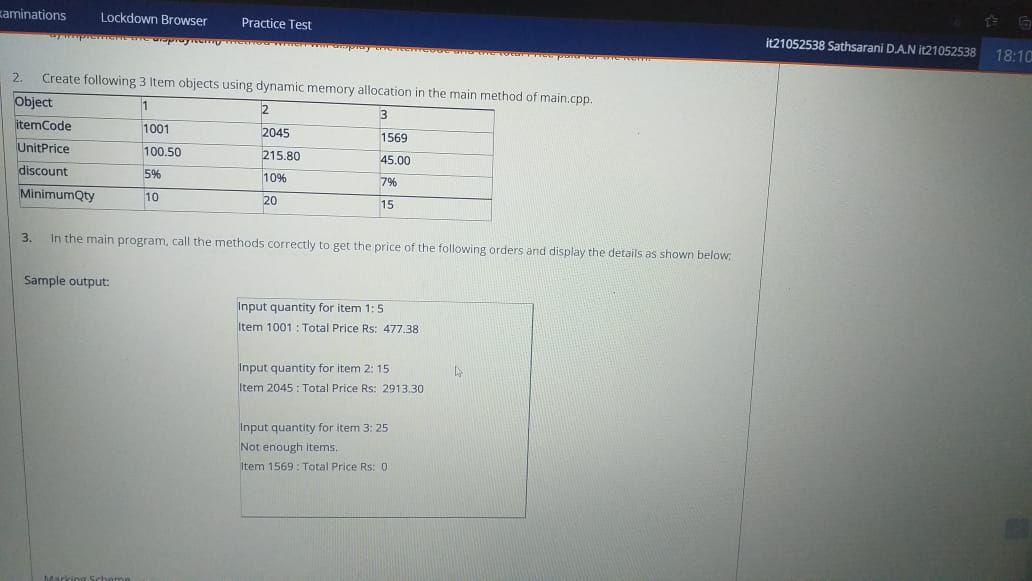 aminations Lockdown Browser Practice Test
it21052538 Sathsarani D.A.N it21052538 18:10
2. Create following 3 Item objects using dynamic memory allocation in the main method of main.cpp.
Object 1 2 3
itemCode 1001 2045 1569
UnitPrice 100.50 215.80 45.00
discount 5% 10% 7%
MinimumQty 10 20 15
3. In the main program, call the methods correctly to get the price of the following orders and display the details as shown below;
Sample output:
Input quantity for item 1: 5
Item 1001 : Total Price Rs: 477.38
Input quantity for item 2: 15
Item 2045 : Total Price Rs: 2913.30
Input quantity for item 3: 25
Not enough items.
Item 1569 : Total Price Rs: 0
Marking Scheme